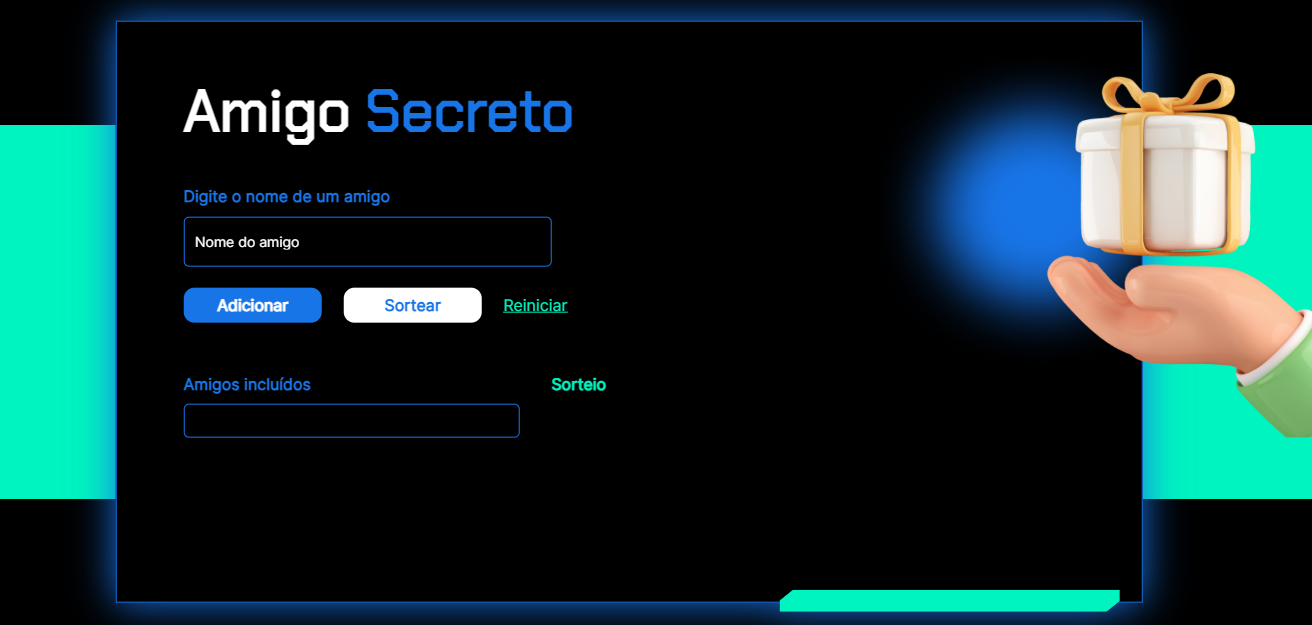 Amigo Secreto
Digite o nome de um amigo
Nome do amigo
Adicionar Sortear Reiniciar
Amigos incluídos Sorteio